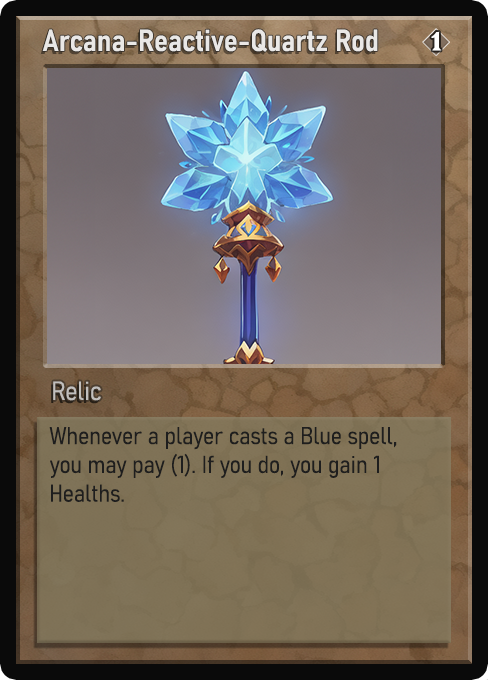 Arcana-Reactive-Quartz Rod 1
Relic
Whenever a player casts a Blue spell,
you may pay (1). If you do, you gain 1
Healths.